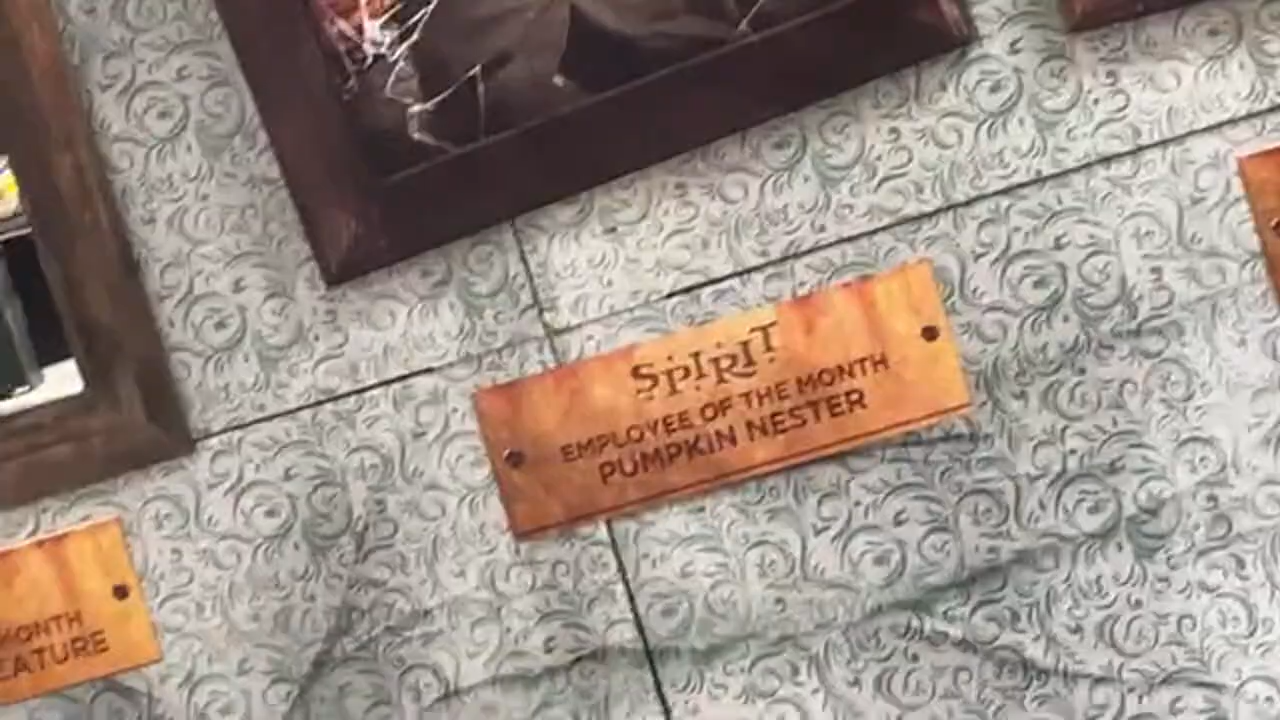 SPIRIT
EMPLOYEE OF THE MONTH
PUMPKIN NESTER
MONTH
EATURE